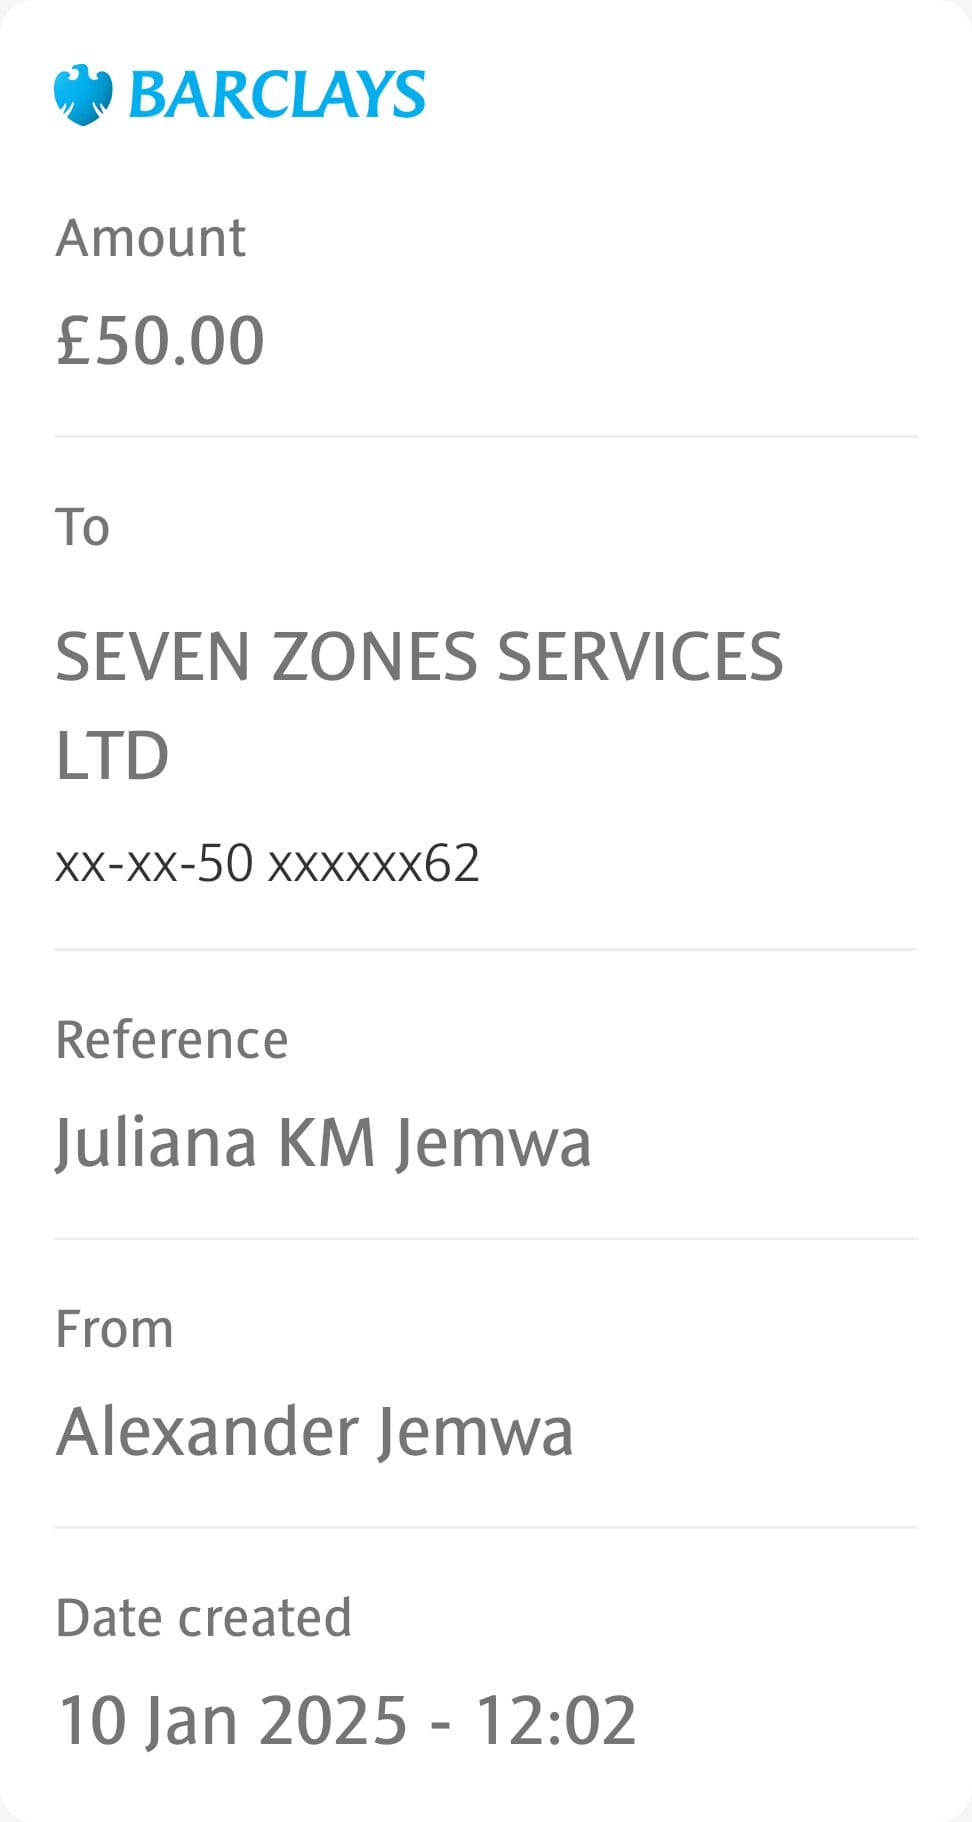 BARCLAYS
Amount
£50.00
To
SEVEN ZONES SERVICES
LTD
xx-xx-50 xxxxxx62
Reference
Juliana KM Jemwa
From
Alexander Jemwa
Date created
10 Jan 2025 - 12:02